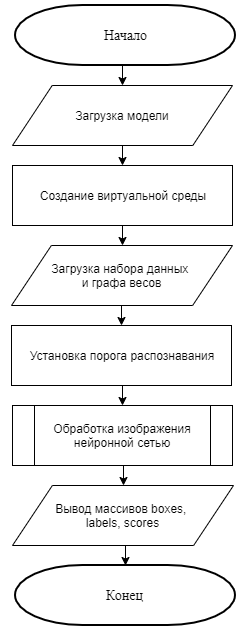 Начало
Загрузка модели
Создание виртуальной среды
Загрузка набора данных
и графа весов
Установка порога распознавания
Обработка изображения
нейронной сетью
Вывод массивов boxes,
labels, scores
Конец